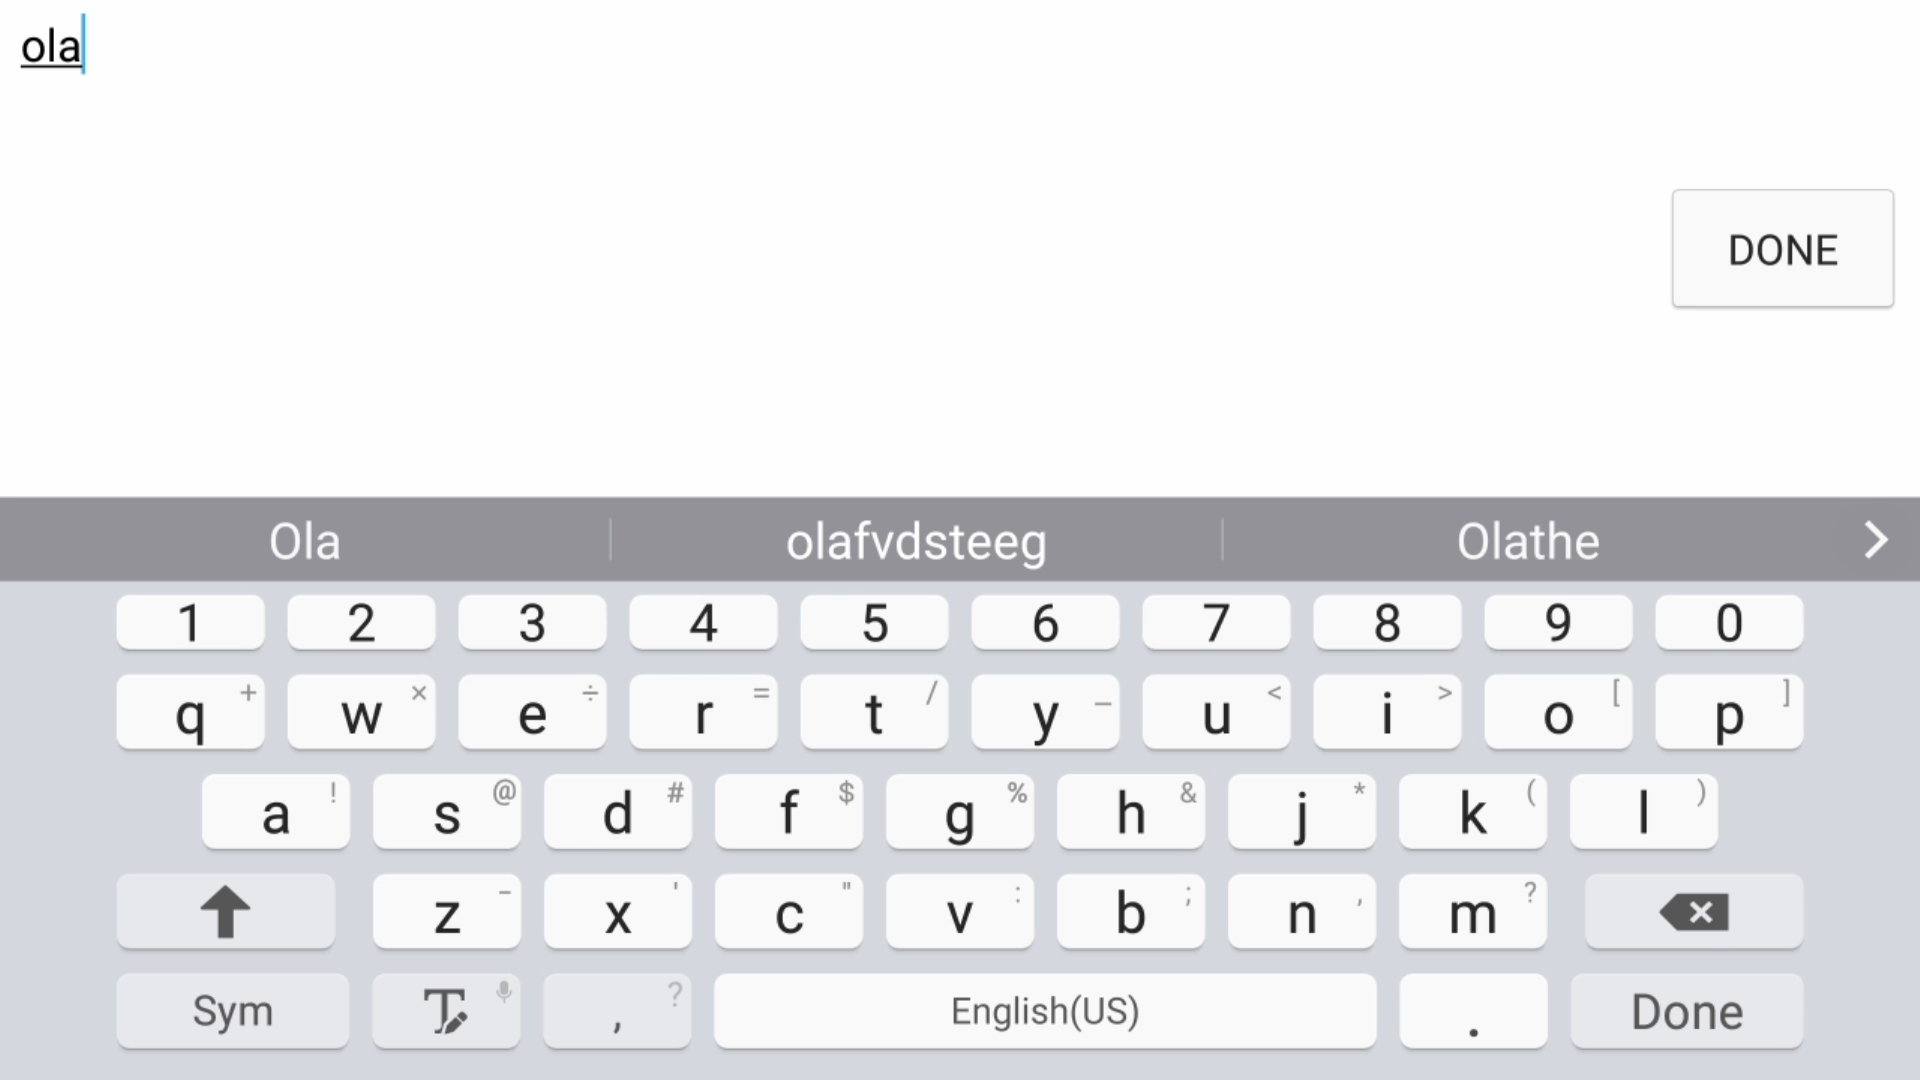 ola
DONE
Ola olafvdsteeg Olathe
1 2 3 4 5 6 7 8 9 0
q + w × e ÷ r = t / y _ u < i > o [ p ]
a ! s @ d # f $ g % h & j * k ( l )
z - x ' c " v : b ; n , m ?
Sym , ? English(US) . Done